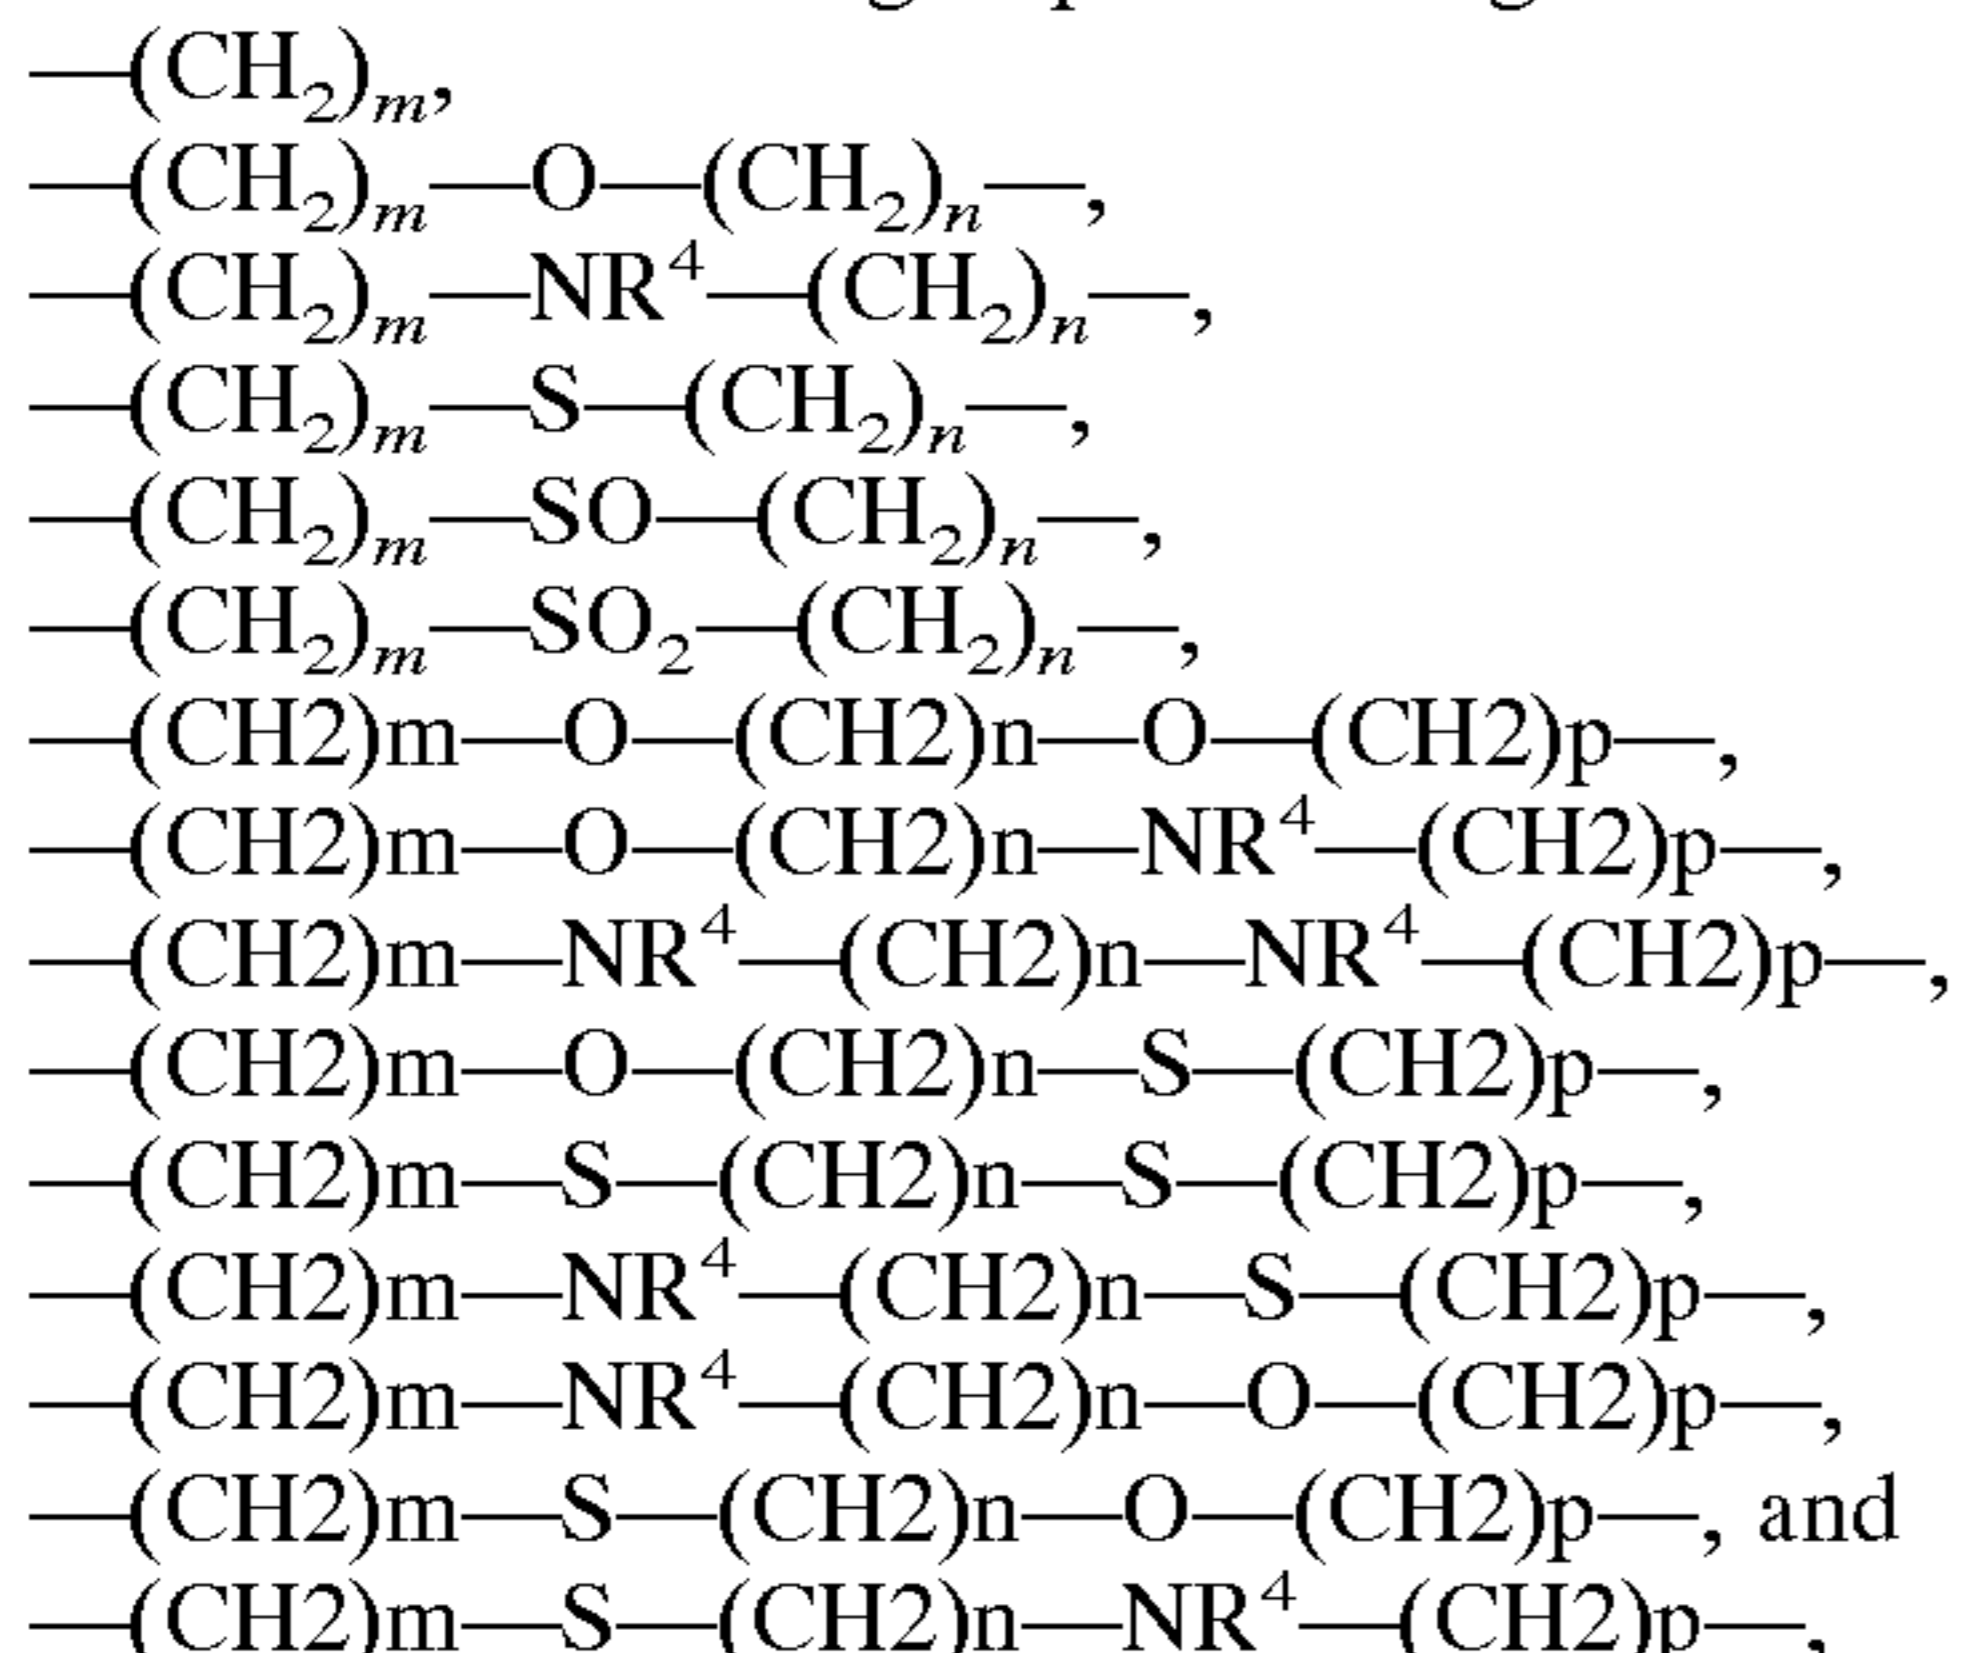 —(CH₂)ₘ,
—(CH₂)ₘ—O—(CH₂)ₙ—,
—(CH₂)ₘ—NR⁴—(CH₂)ₙ—,
—(CH₂)ₘ—S—(CH₂)ₙ—,
—(CH₂)ₘ—SO—(CH₂)ₙ—,
—(CH₂)ₘ—SO₂—(CH₂)ₙ—,
—(CH2)m—O—(CH2)n—O—(CH2)p—,
—(CH2)m—O—(CH2)n—NR⁴—(CH2)p—,
—(CH2)m—NR⁴—(CH2)n—NR⁴—(CH2)p—,
—(CH2)m—O—(CH2)n—S—(CH2)p—,
—(CH2)m—S—(CH2)n—S—(CH2)p—,
—(CH2)m—NR⁴—(CH2)n—S—(CH2)p—,
—(CH2)m—NR⁴—(CH2)n—O—(CH2)p—,
—(CH2)m—S—(CH2)n—O—(CH2)p—, and
—(CH2)m—S—(CH2)n—NR⁴—(CH2)p—,